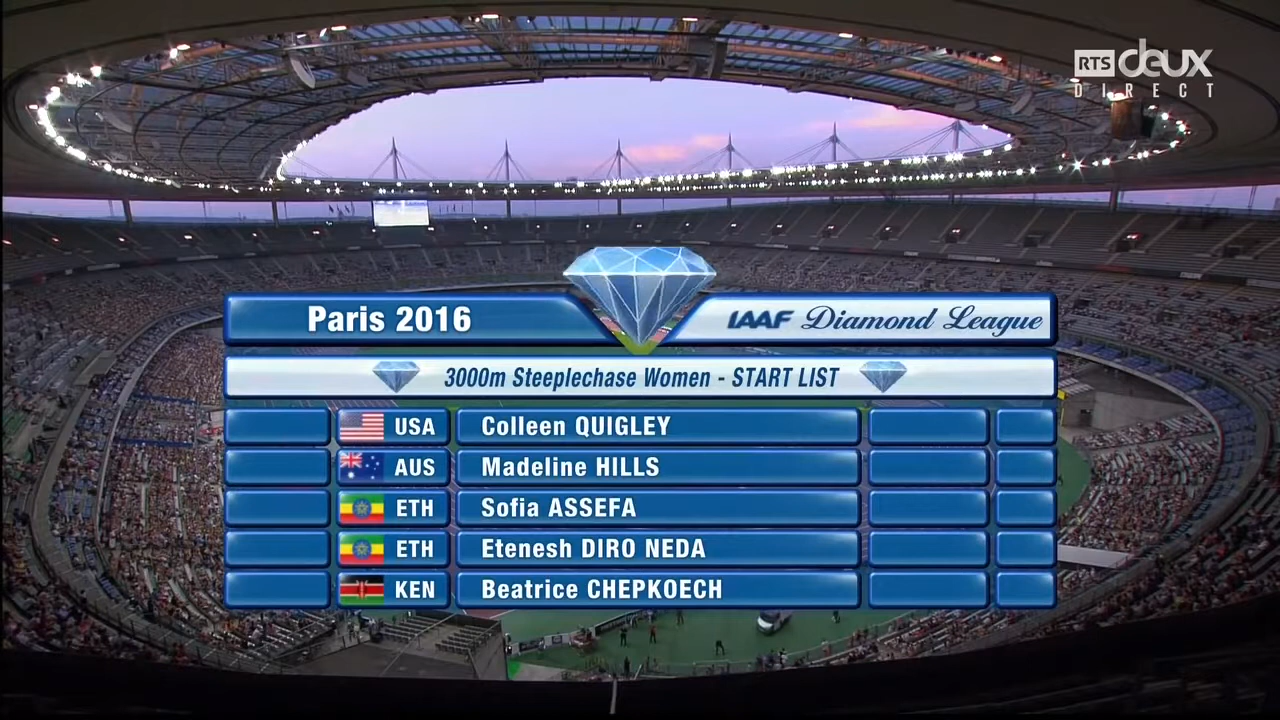 RTS deux
DIRECT
Paris 2016
IAAF Diamond League
3000m Steeplechase Women - START LIST
USA Colleen QUIGLEY
AUS Madeline HILLS
ETH Sofia ASSEFA
ETH Etenesh DIRO NEDA
KEN Beatrice CHEPKOECH